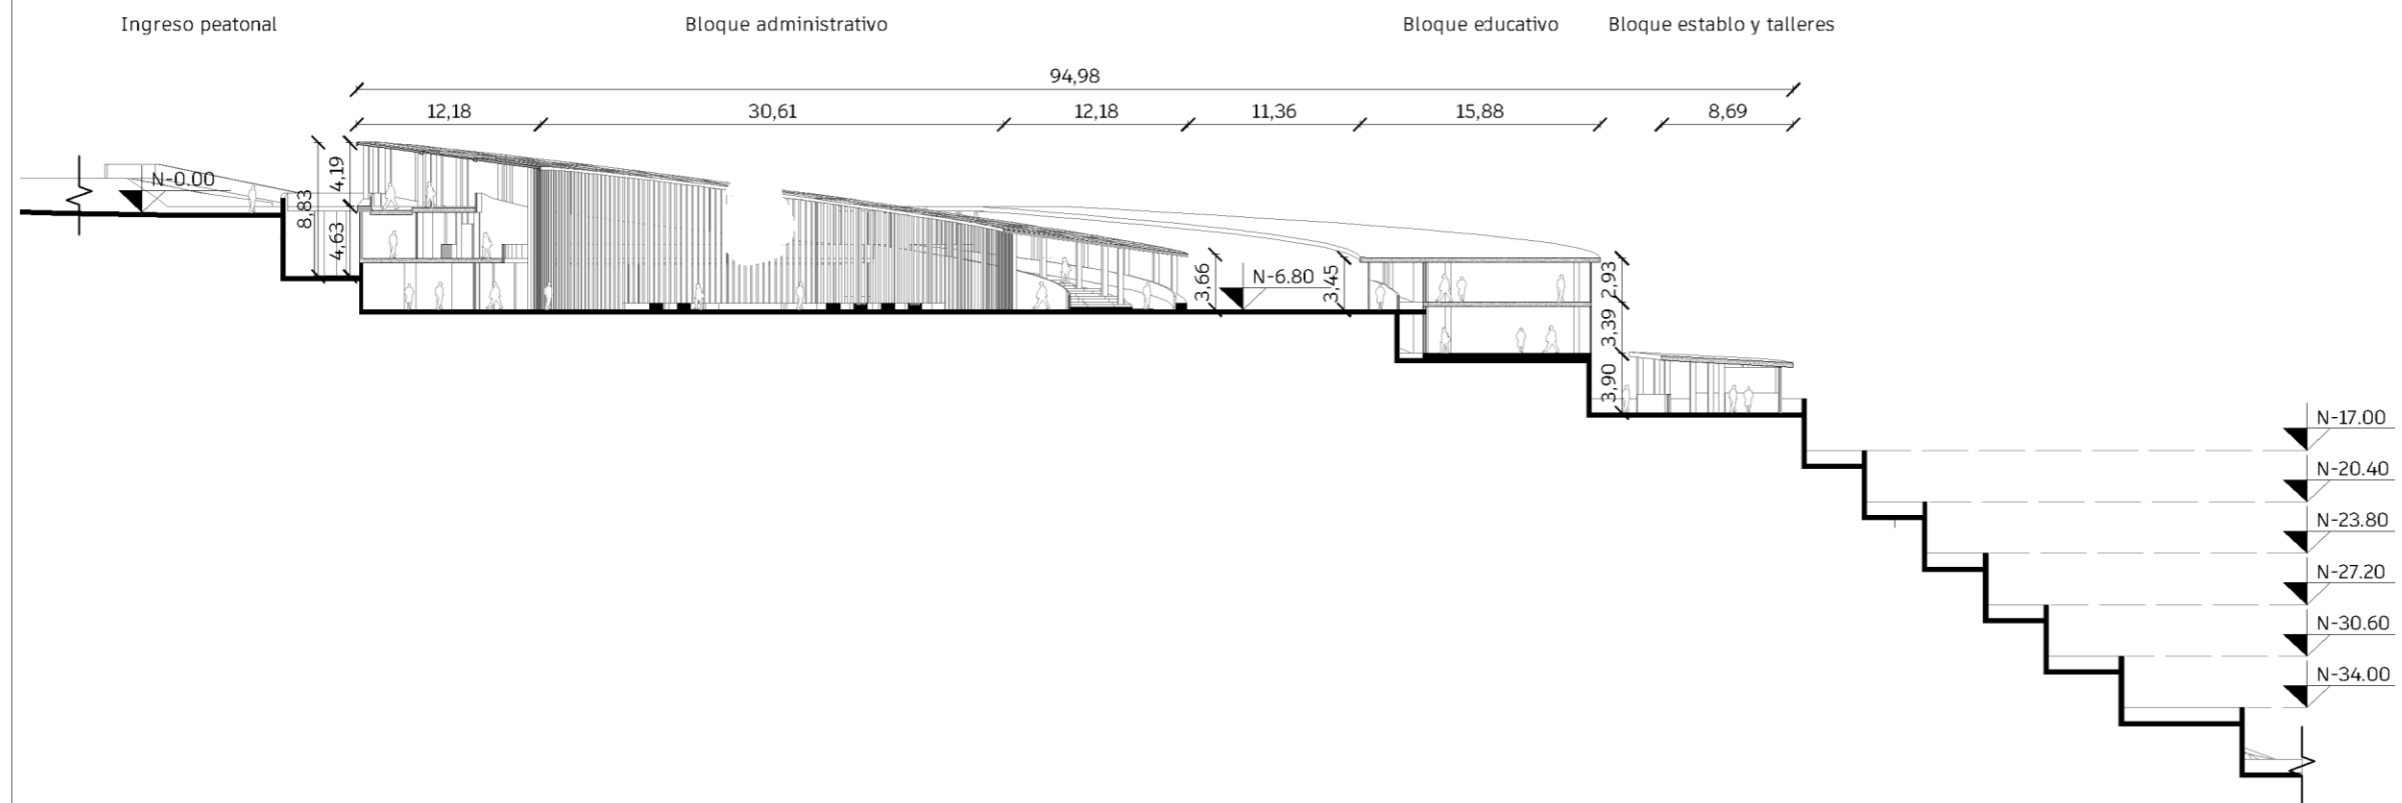 Ingreso peatonal
Bloque administrativo
Bloque educativo
Bloque establo y talleres
94,98
12,18
30,61
12,18
11,36
15,88
8,69
N-0.00
8,83
4,19
4,63
3,66
N-6.80
3,45
2,93
3,39
3,90
N-17.00
N-20.40
N-23.80
N-27.20
N-30.60
N-34.00